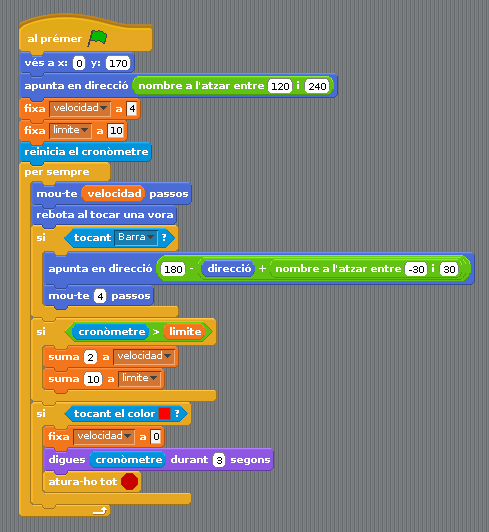 al prémer
vés a x: 0 y: 170
apunta en direcció nombre a l'atzar entre 120 i 240
fixa velocidad a 4
fixa limite a 10
reinicia el cronòmetre
per sempre
mou-te velocidad passos
rebota al tocar una vora
si tocant Barra ?
apunta en direcció 180 - direcció + nombre a l'atzar entre -30 i 30
mou-te 4 passos
si cronòmetre > limite
suma 2 a velocidad
suma 10 a limite
si tocant el color ?
fixa velocidad a 0
digues cronòmetre durant 3 segons
atura-ho tot